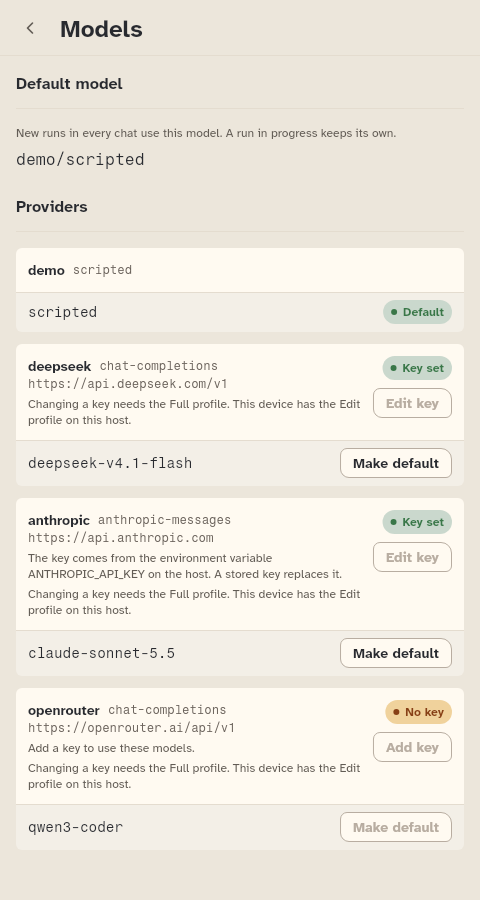 Models
Default model
New runs in every chat use this model. A run in progress keeps its own.
demo/scripted
Providers
demo scripted
scripted Default
deepseek chat-completions Key set
https://api.deepseek.com/v1
Changing a key needs the Full profile. This device has the Edit Edit key
profile on this host.
deepseek-v4.1-flash Make default
anthropic anthropic-messages Key set
https://api.anthropic.com
The key comes from the environment variable Edit key
ANTHROPIC_API_KEY on the host. A stored key replaces it.
Changing a key needs the Full profile. This device has the Edit
profile on this host.
claude-sonnet-5.5 Make default
openrouter chat-completions No key
https://openrouter.ai/api/v1
Add a key to use these models. Add key
Changing a key needs the Full profile. This device has the Edit
profile on this host.
qwen3-coder Make default